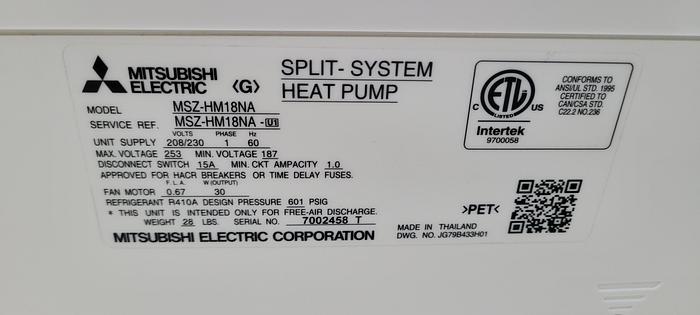 MITSUBISHI ELECTRIC
⟨G⟩
SPLIT- SYSTEM
HEAT PUMP
MODEL MSZ-HM18NA
SERVICE REF. MSZ-HM18NA -U1
VOLTS PHASE Hz
UNIT SUPPLY 208/230 1 60
MAX. VOLTAGE 253 MIN. VOLTAGE 187
DISCONNECT SWITCH 15A MIN. CKT AMPACITY 1.0
APPROVED FOR HACR BREAKERS OR TIME DELAY FUSES.
F.L.A. W (OUTPUT)
FAN MOTOR 0.67 30
REFRIGERANT R410A DESIGN PRESSURE 601 PSIG
* THIS UNIT IS INTENDED ONLY FOR FREE-AIR DISCHARGE.
WEIGHT 28 LBS. SERIAL NO. 7002458 T
MITSUBISHI ELECTRIC CORPORATION
C ETL US
LISTED
Intertek
9700058
CONFORMS TO
ANSI/UL STD. 1995
CERTIFIED TO
CAN/CSA STD.
C22.2 NO.236
>PET<
MADE IN THAILAND
DWG. NO. JG79B433H01